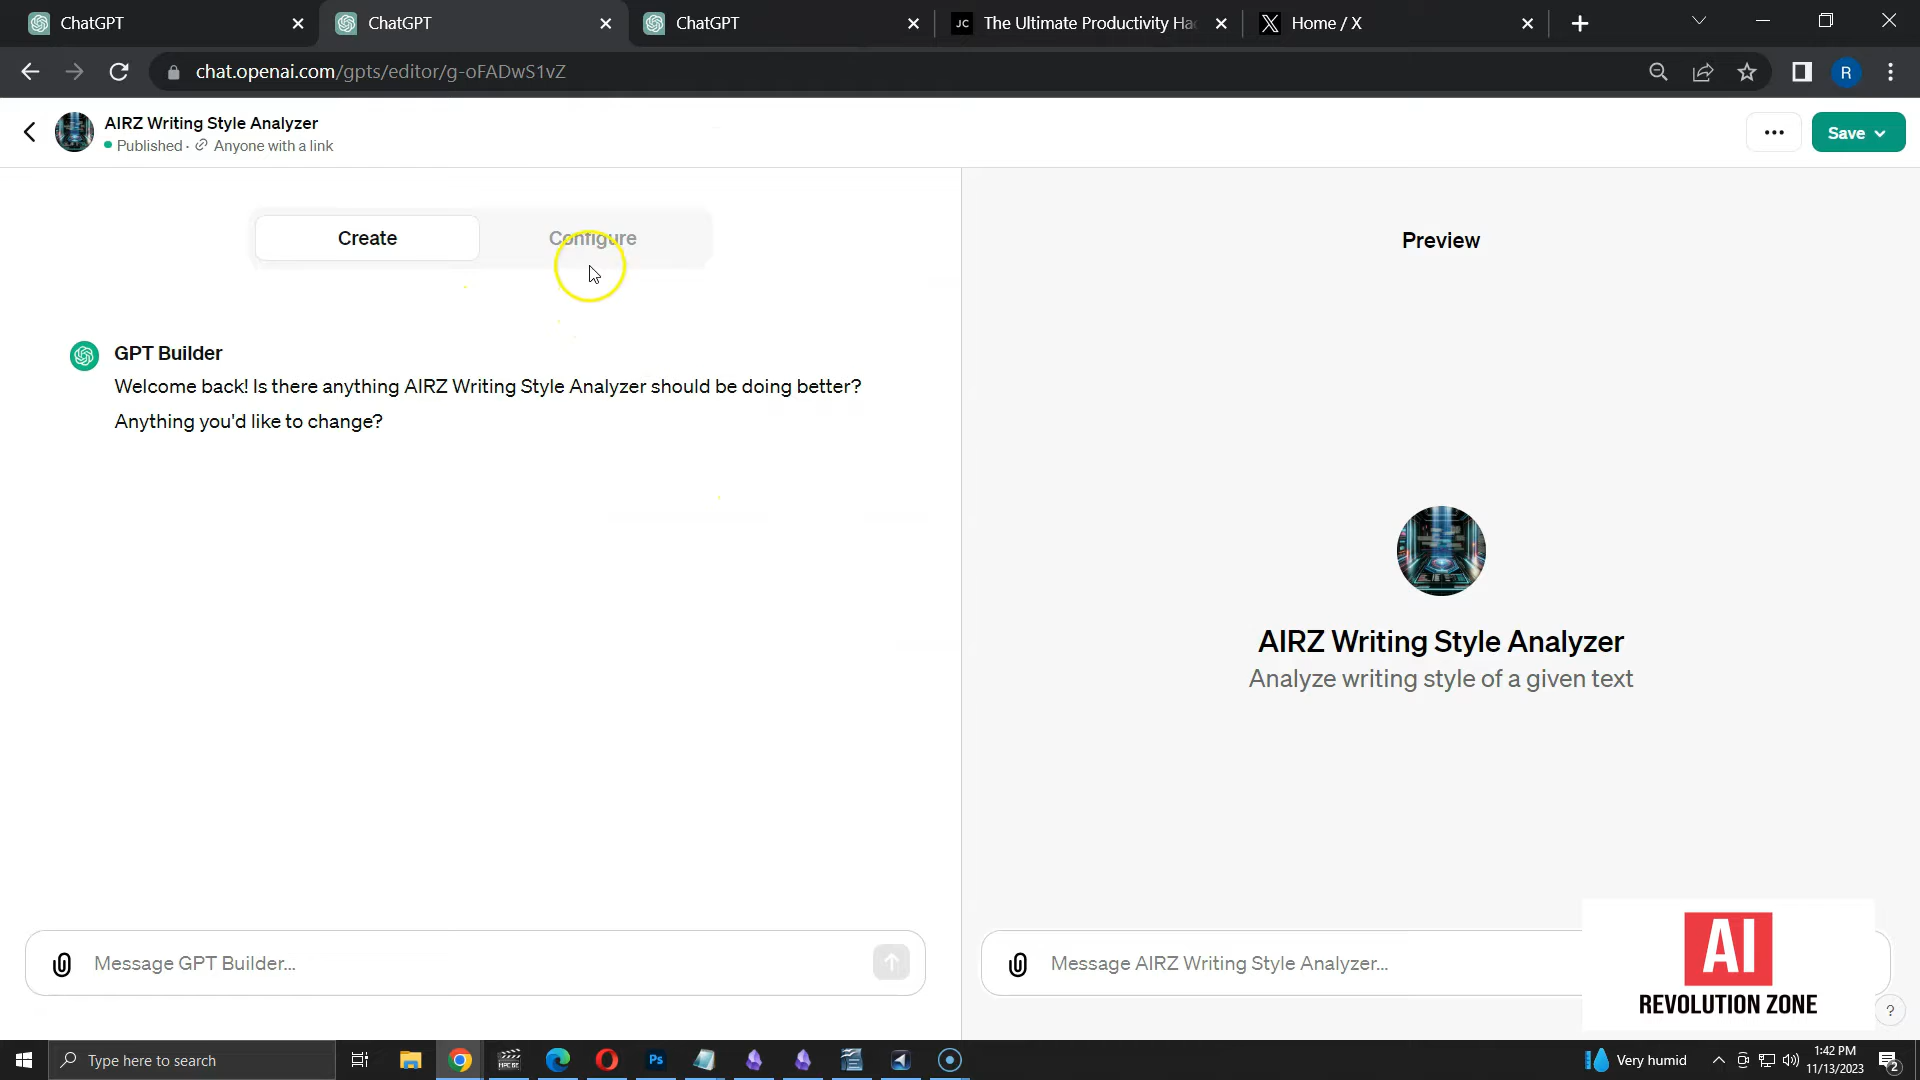 ChatGPT
ChatGPT
ChatGPT
JC The Ultimate Productivity Ha
Home / X
chat.openai.com/gpts/editor/g-oFADwS1vZ
R
AIRZ Writing Style Analyzer
Published · Anyone with a link
Save
Create
Configure
Preview
GPT Builder
Welcome back! Is there anything AIRZ Writing Style Analyzer should be doing better?
Anything you'd like to change?
AIRZ Writing Style Analyzer
Analyze writing style of a given text
Message GPT Builder...
Message AIRZ Writing Style Analyzer...
AI
REVOLUTION ZONE
?
Type here to search
Ps
Very humid
1:42 PM
11/13/2023
2